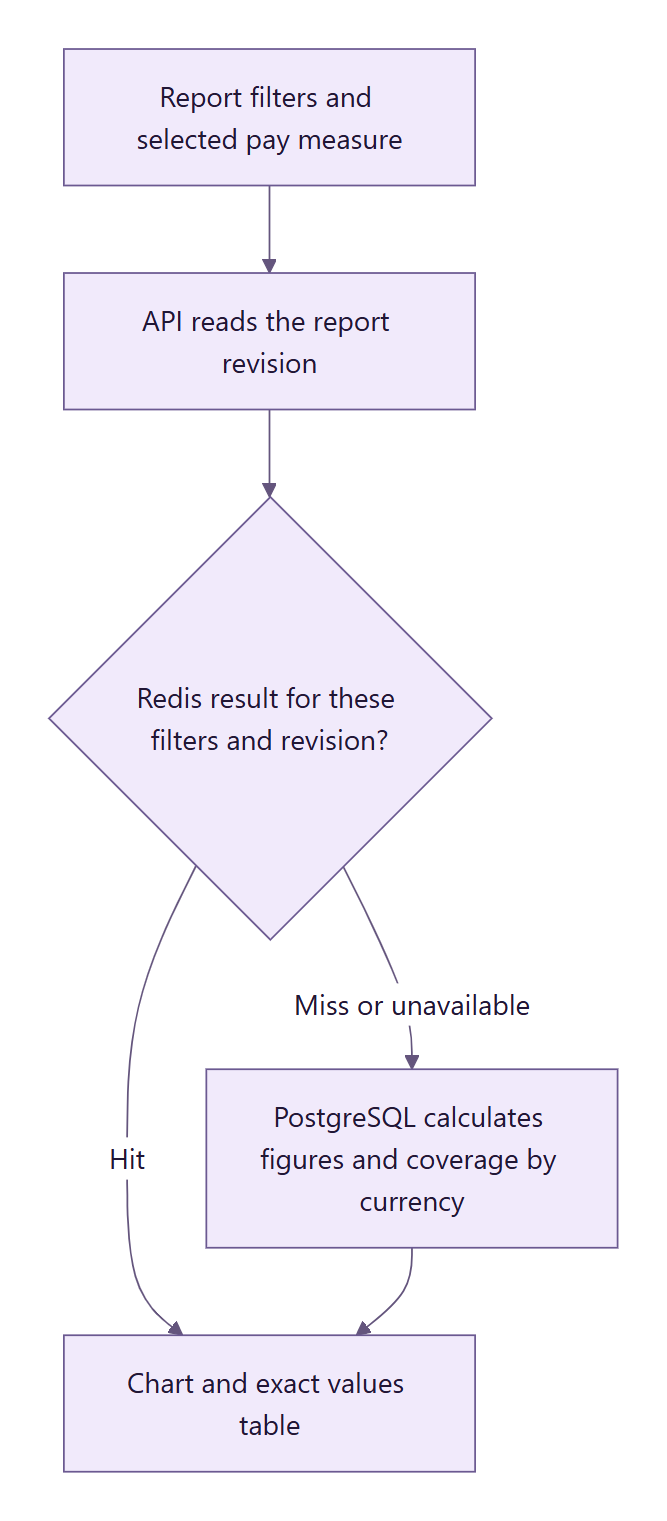 Report filters and
selected pay measure
API reads the report
revision
Redis result for these
filters and revision?
Miss or unavailable
PostgreSQL calculates
figures and coverage by
currency
Hit
Chart and exact values
table